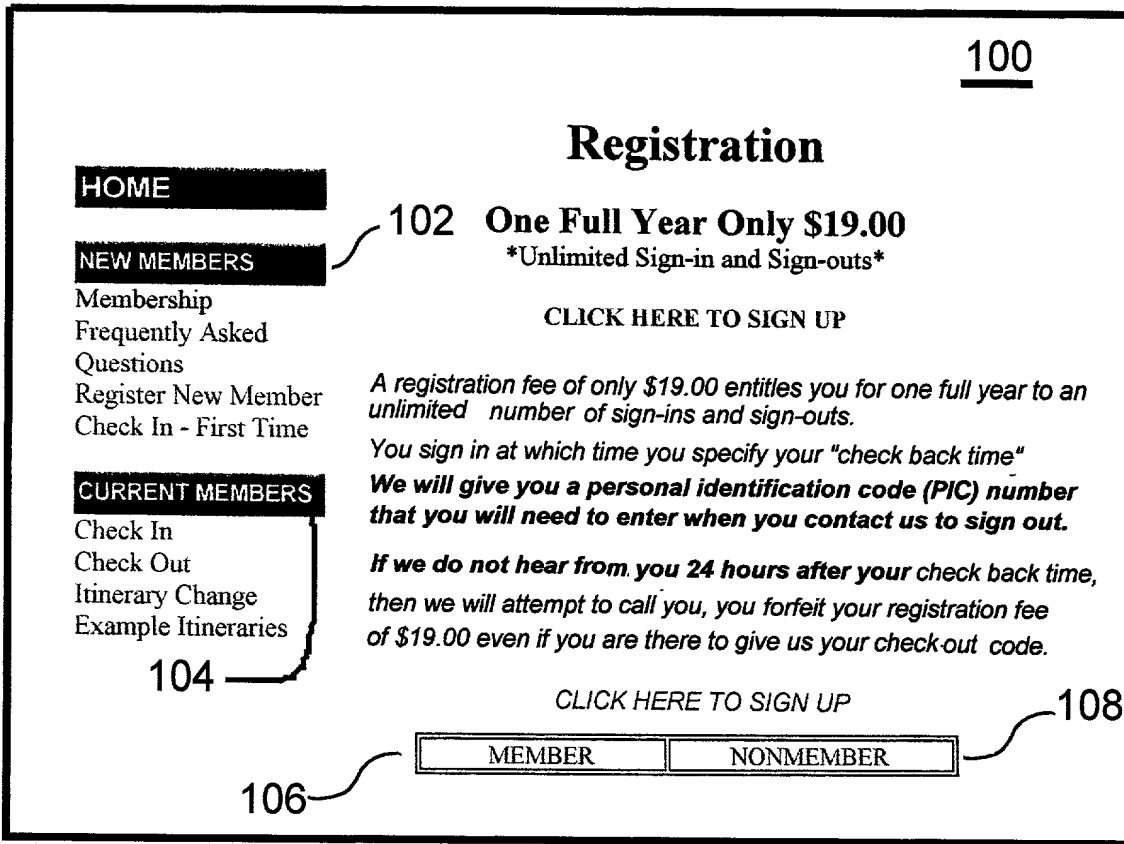 100
Registration
HOME
102
One Full Year Only $19.00
NEW MEMBERS
*Unlimited Sign-in and Sign-outs*
Membership
Frequently Asked
Questions
Register New Member
Check In - First Time
CLICK HERE TO SIGN UP
A registration fee of only $19.00 entitles you for one full year to an
unlimited number of sign-ins and sign-outs.
You sign in at which time you specify your "check back time"
We will give you a personal identification code (PIC) number
that you will need to enter when you contact us to sign out.
CURRENT MEMBERS
Check In
Check Out
Itinerary Change
Example Itineraries
104
If we do not hear from you 24 hours after your check back time,
then we will attempt to call you, you forfeit your registration fee
of $19.00 even if you are there to give us your check-out code.
CLICK HERE TO SIGN UP
108
MEMBER NONMEMBER
106